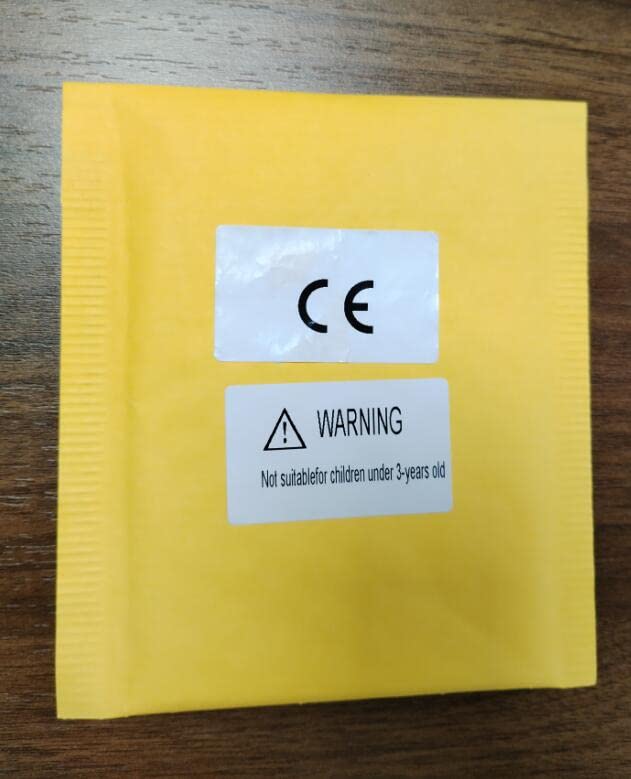 CE
WARNING
Not suitablefor children under 3-years old